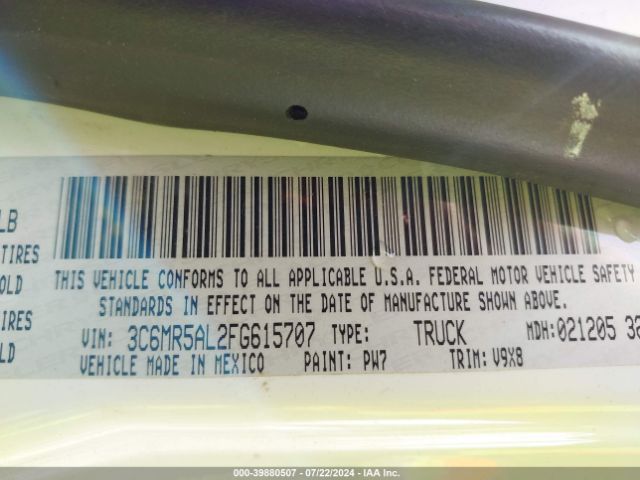 LB
TIRES
OLD
IRES
LD
THIS VEHICLE CONFORMS TO ALL APPLICABLE U.S.A. FEDERAL MOTOR VEHICLE SAFETY
STANDARDS IN EFFECT ON THE DATE OF MANUFACTURE SHOWN ABOVE.
VIN: 3C6MR5AL2FG615707 TYPE: TRUCK MDH:021205
VEHICLE MADE IN MEXICO PAINT: PW7 TRIM: V9X8
000-39880507 - 07/22/2024 - IAA Inc.